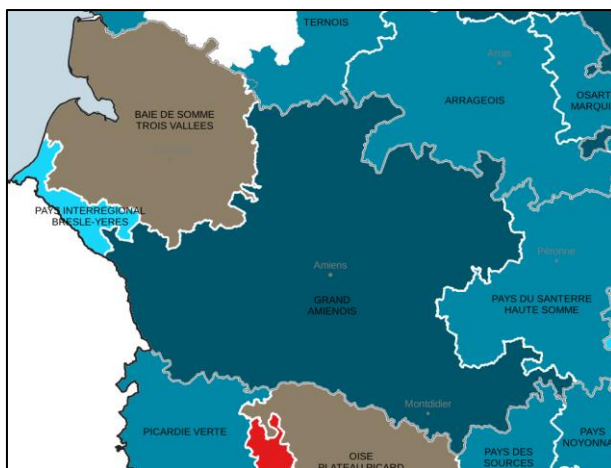 TERNOIS
Arras
OSART
MARQUI
ARRAGEOIS
BAIE DE SOMME
TROIS VALLEES
PAYS INTERREGIONAL
BRESLE-YERES
Péronne
Amiens
GRAND
AMIENOIS
PAYS DU SANTERRE
HAUTE SOMME
Montdidier
PICARDIE VERTE
OISE
PLATEAU PICARD
PAYS DES
SOURCES
PAYS
NOYONNA